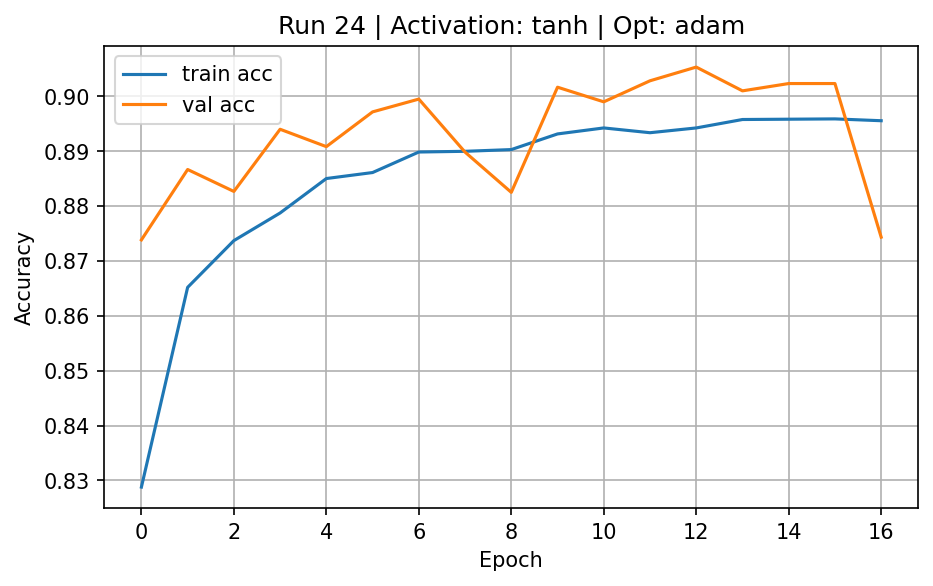 Run 24 | Activation: tanh | Opt: adam
train acc
val acc
0.90
0.89
0.88
0.87
0.86
0.85
0.84
0.83
Accuracy
0 2 4 6 8 10 12 14 16
Epoch